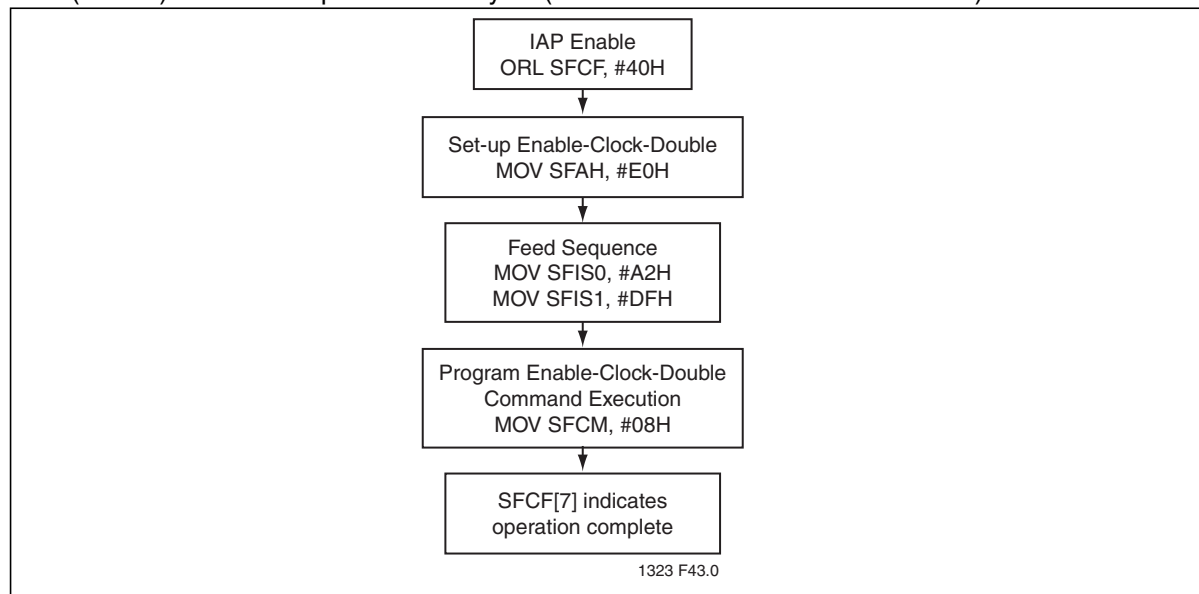 IAP Enable
ORL SFCF, #40H
Set-up Enable-Clock-Double
MOV SFAH, #E0H
Feed Sequence
MOV SFIS0, #A2H
MOV SFIS1, #DFH
Program Enable-Clock-Double
Command Execution
MOV SFCM, #08H
SFCF[7] indicates
operation complete
1323 F43.0